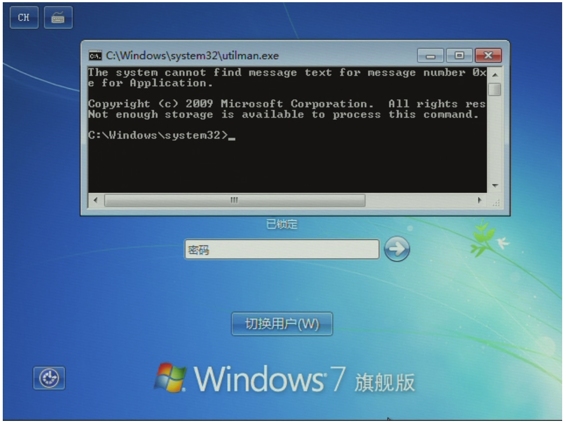 CH
C:\Windows\system32\utilman.exe
The system cannot find message text for message number 0x
e for Application.
Copyright (c) 2009 Microsoft Corporation.  All rights res
Not enough storage is available to process this command.
C:\Windows\system32>_
已锁定
密码
切换用户(W)
Windows 7 旗舰版